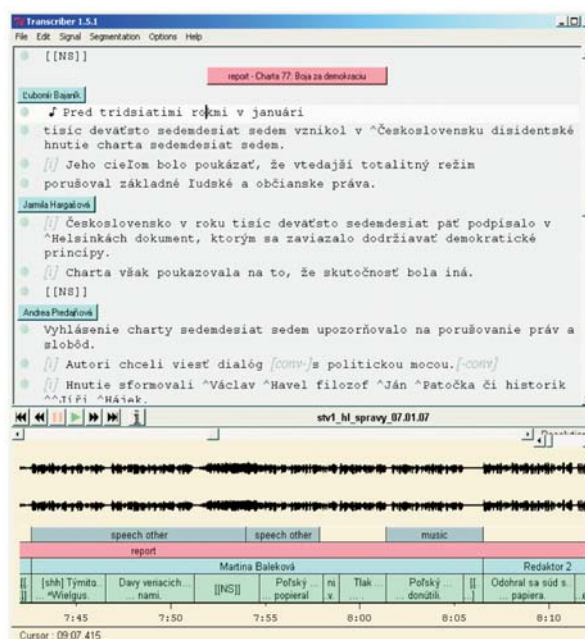 Transcriber 1.5.1
File Edit Signal Segmentation Options Help
[[NS]]
report - Charta 77: Boja za demokraciu
Ľubomír Bajaník
Pred tridsiatimi rokmi v januári
tisíc deväťsto sedemdesiat sedem vznikol v ^Československu disidentské
hnutie charta sedemdesiat sedem.
[i] Jeho cieľom bolo poukázať, že vtedajší totalitný režim
porušoval základné ľudské a občianske práva.
Jarmila Hargašová
[i] Československo v roku tisíc deväťsto sedemdesiat päť podpísalo v
^Helsinkách dokument, ktorým sa zaviazalo dodržiavať demokratické
princípy.
[i] Charta však poukazovala na to, že skutočnosť bola iná.
[[NS]]
Andrea Predajňová
Vyhlásenie charty sedemdesiat sedem upozorňovalo na porušovanie práv a
slobôd.
[i] Autori chceli viesť dialóg [conv-]s politickou mocou.[-conv]
[i] Hnutie sformovali ^Václav ^Havel filozof ^Ján ^Patočka či historik
^^Jiří ^Hájek.
stv1_hl_spravy_07.01.07
speech other speech other music
report
Martina Baleková Redaktor 2
[[ [shh] Týmito... Davy veriacich... [[NS]] Poľský ... ni Tlak ... Poľský ... [[. Odohral sa súd s...
]] ... ^Wielgus. ... nami. ... popieral .v. ... . ... donútili. ..] ... papiera.
7:45 7:50 7:55 8:00 8:05 8:10
Cursor : 09:07.415